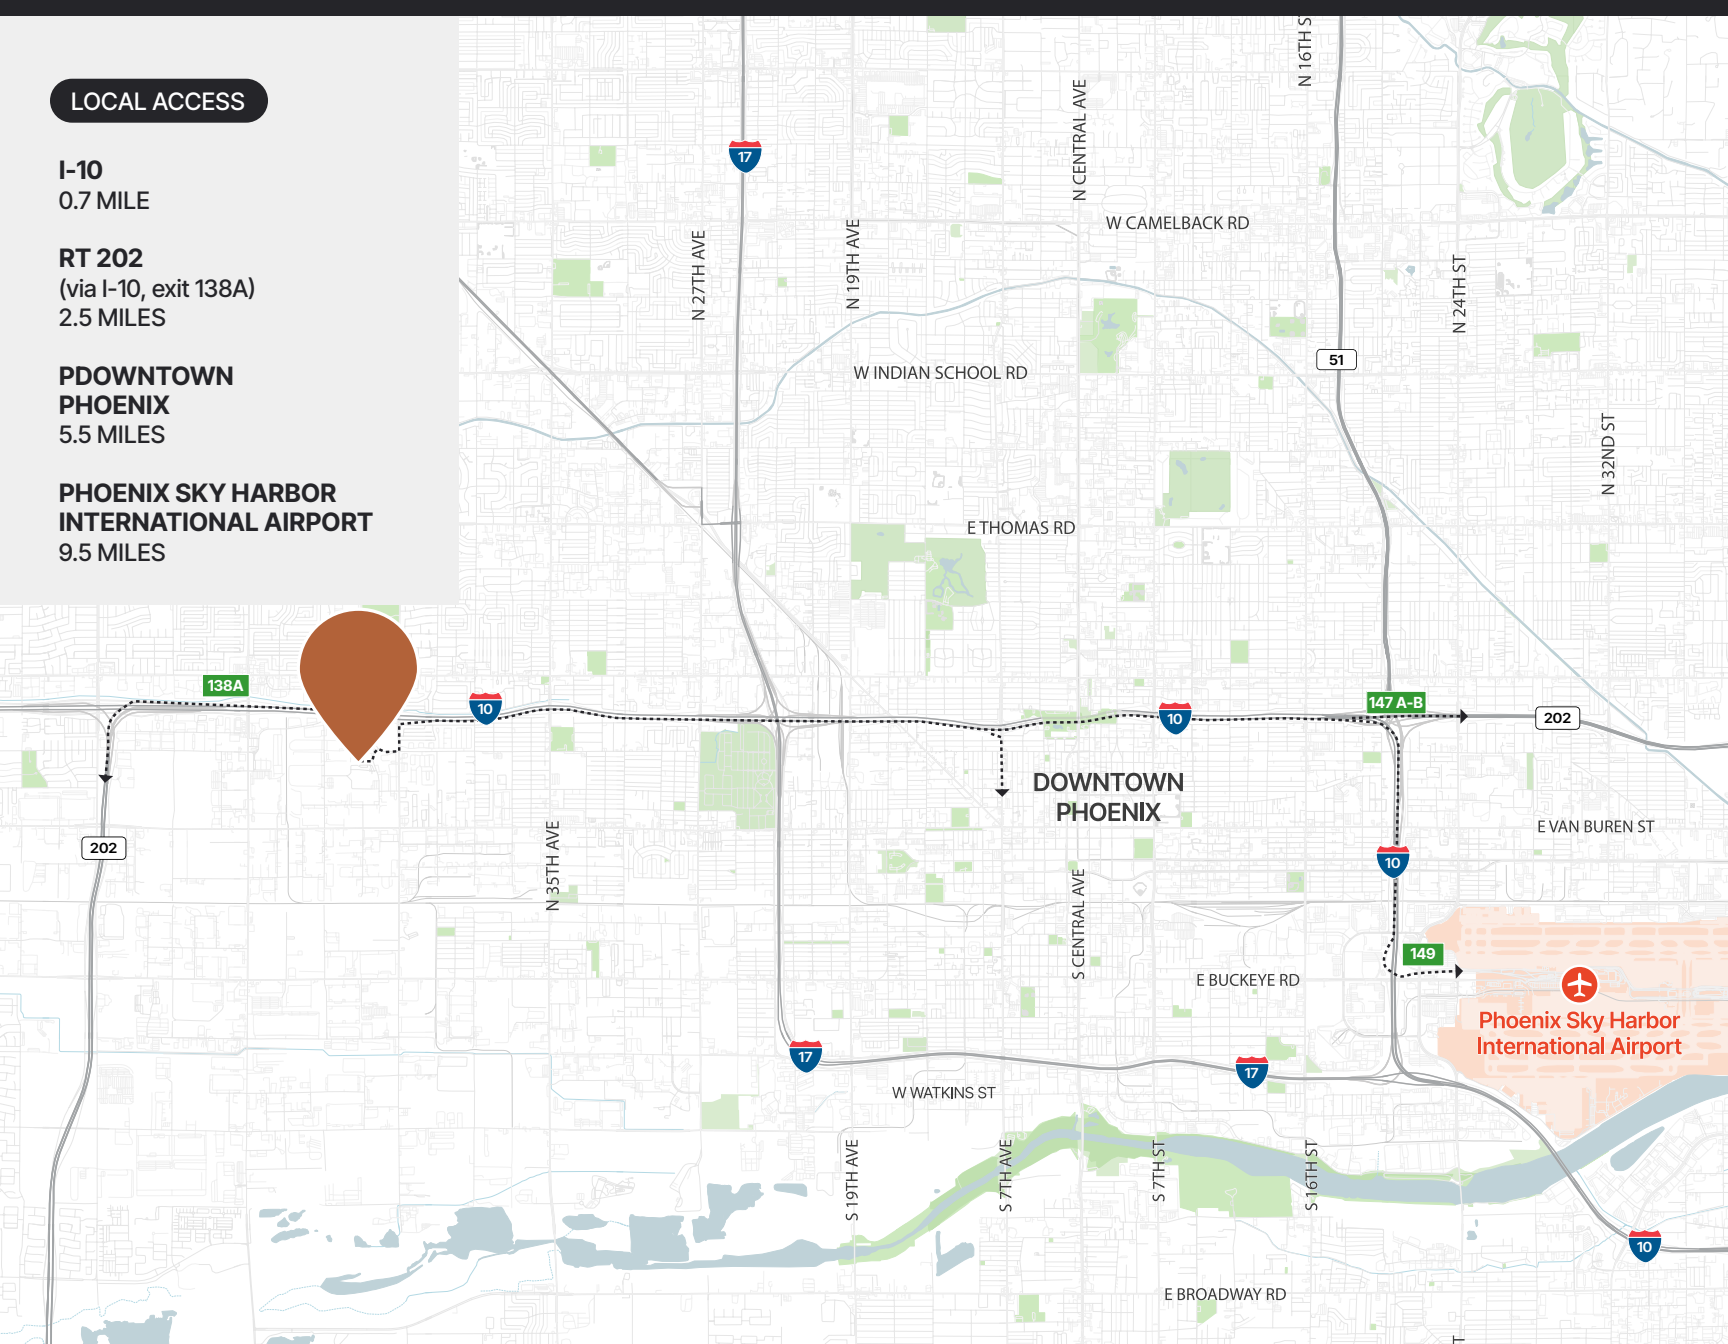 LOCAL ACCESS
I-10
0.7 MILE
RT 202
(via I-10, exit 138A)
2.5 MILES
PDOWNTOWN
PHOENIX
5.5 MILES
PHOENIX SKY HARBOR
INTERNATIONAL AIRPORT
9.5 MILES
N 16TH S
N CENTRAL AVE
17
W CAMELBACK RD
N 27TH AVE
N 19TH AVE
N 24TH ST
51
W INDIAN SCHOOL RD
N 32ND ST
E THOMAS RD
138A
10
10
147 A-B
202
DOWNTOWN
PHOENIX
E VAN BUREN ST
202
N 35TH AVE
10
S CENTRAL AVE
149
E BUCKEYE RD
Phoenix Sky Harbor
International Airport
17
17
W WATKINS ST
S 19TH AVE
S 7TH AVE
S 7TH ST
S 16TH ST
10
E BROADWAY RD